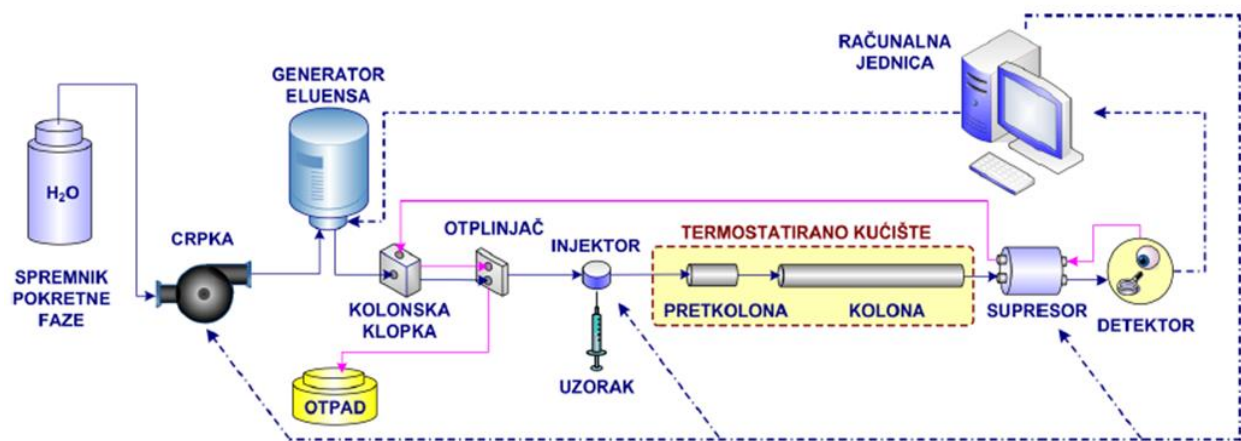 RAČUNALNA
JEDNICA
GENERATOR
ELUENSA
H₂O
CRPKA
OTPLINJAČ
INJEKTOR
TERMOSTATIRANO KUĆIŠTE
SPREMNIK
POKRETNE
FAZE
KOLONSKA
KLOPKA
PRETKOLONA
KOLONA
SUPRESOR
DETEKTOR
UZORAK
OTPAD